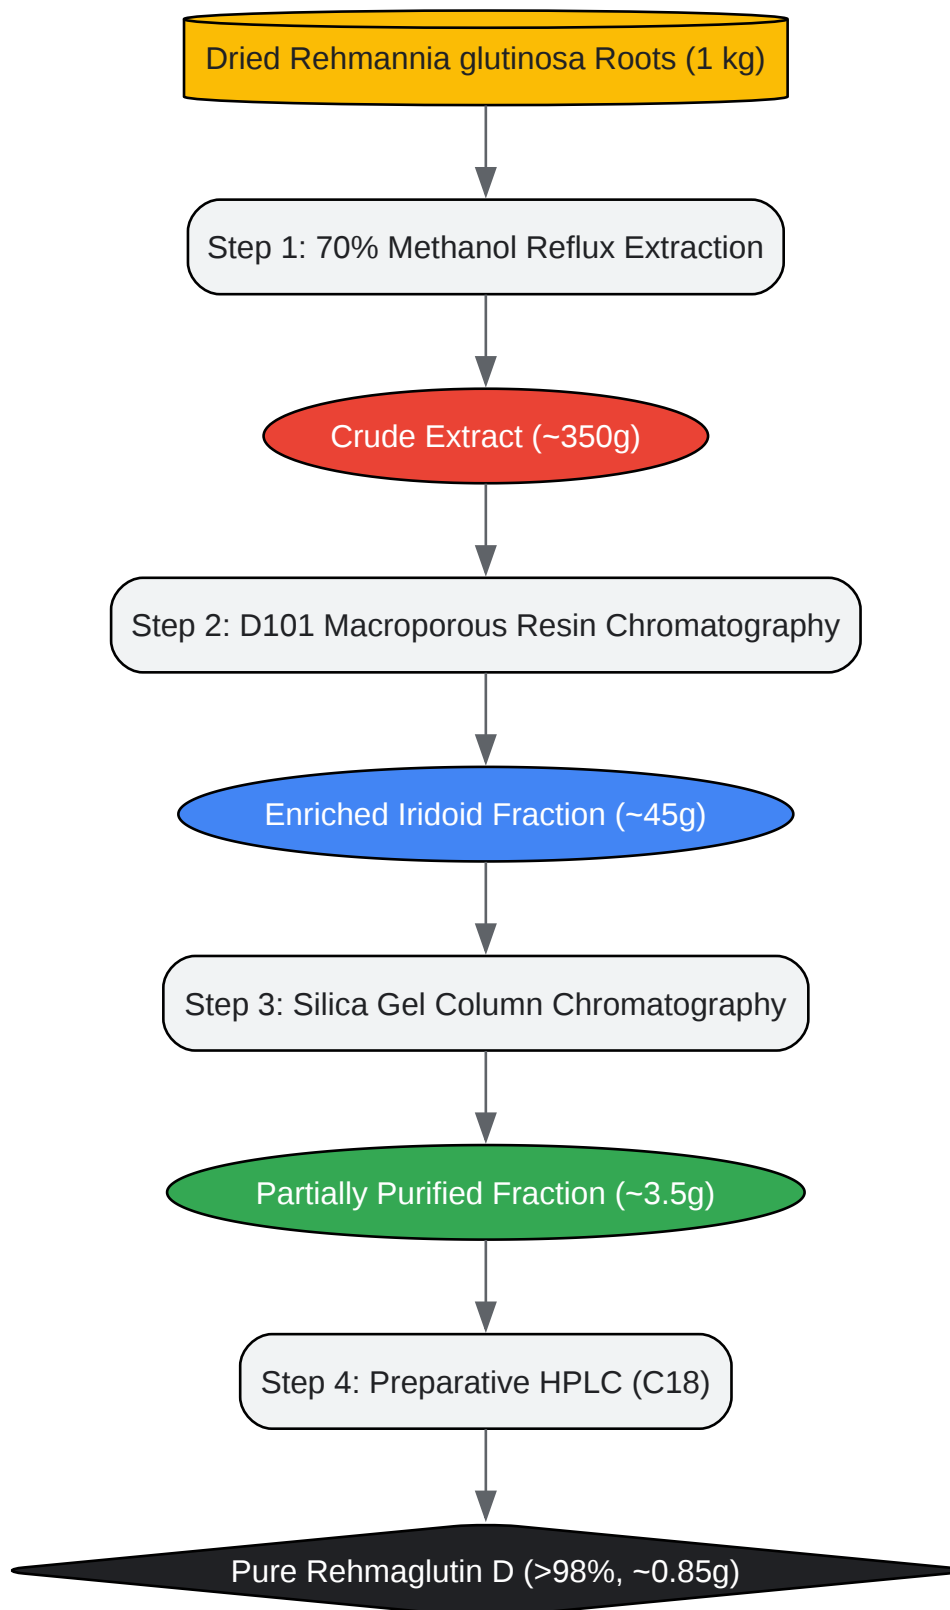 Dried Rehmannia glutinosa Roots (1 kg)
Step 1: 70% Methanol Reflux Extraction
Crude Extract (~350g)
Step 2: D101 Macroporous Resin Chromatography
Enriched Iridoid Fraction (~45g)
Step 3: Silica Gel Column Chromatography
Partially Purified Fraction (~3.5g)
Step 4: Preparative HPLC (C18)
Pure Rehmaglutin D (>98%, ~0.85g)